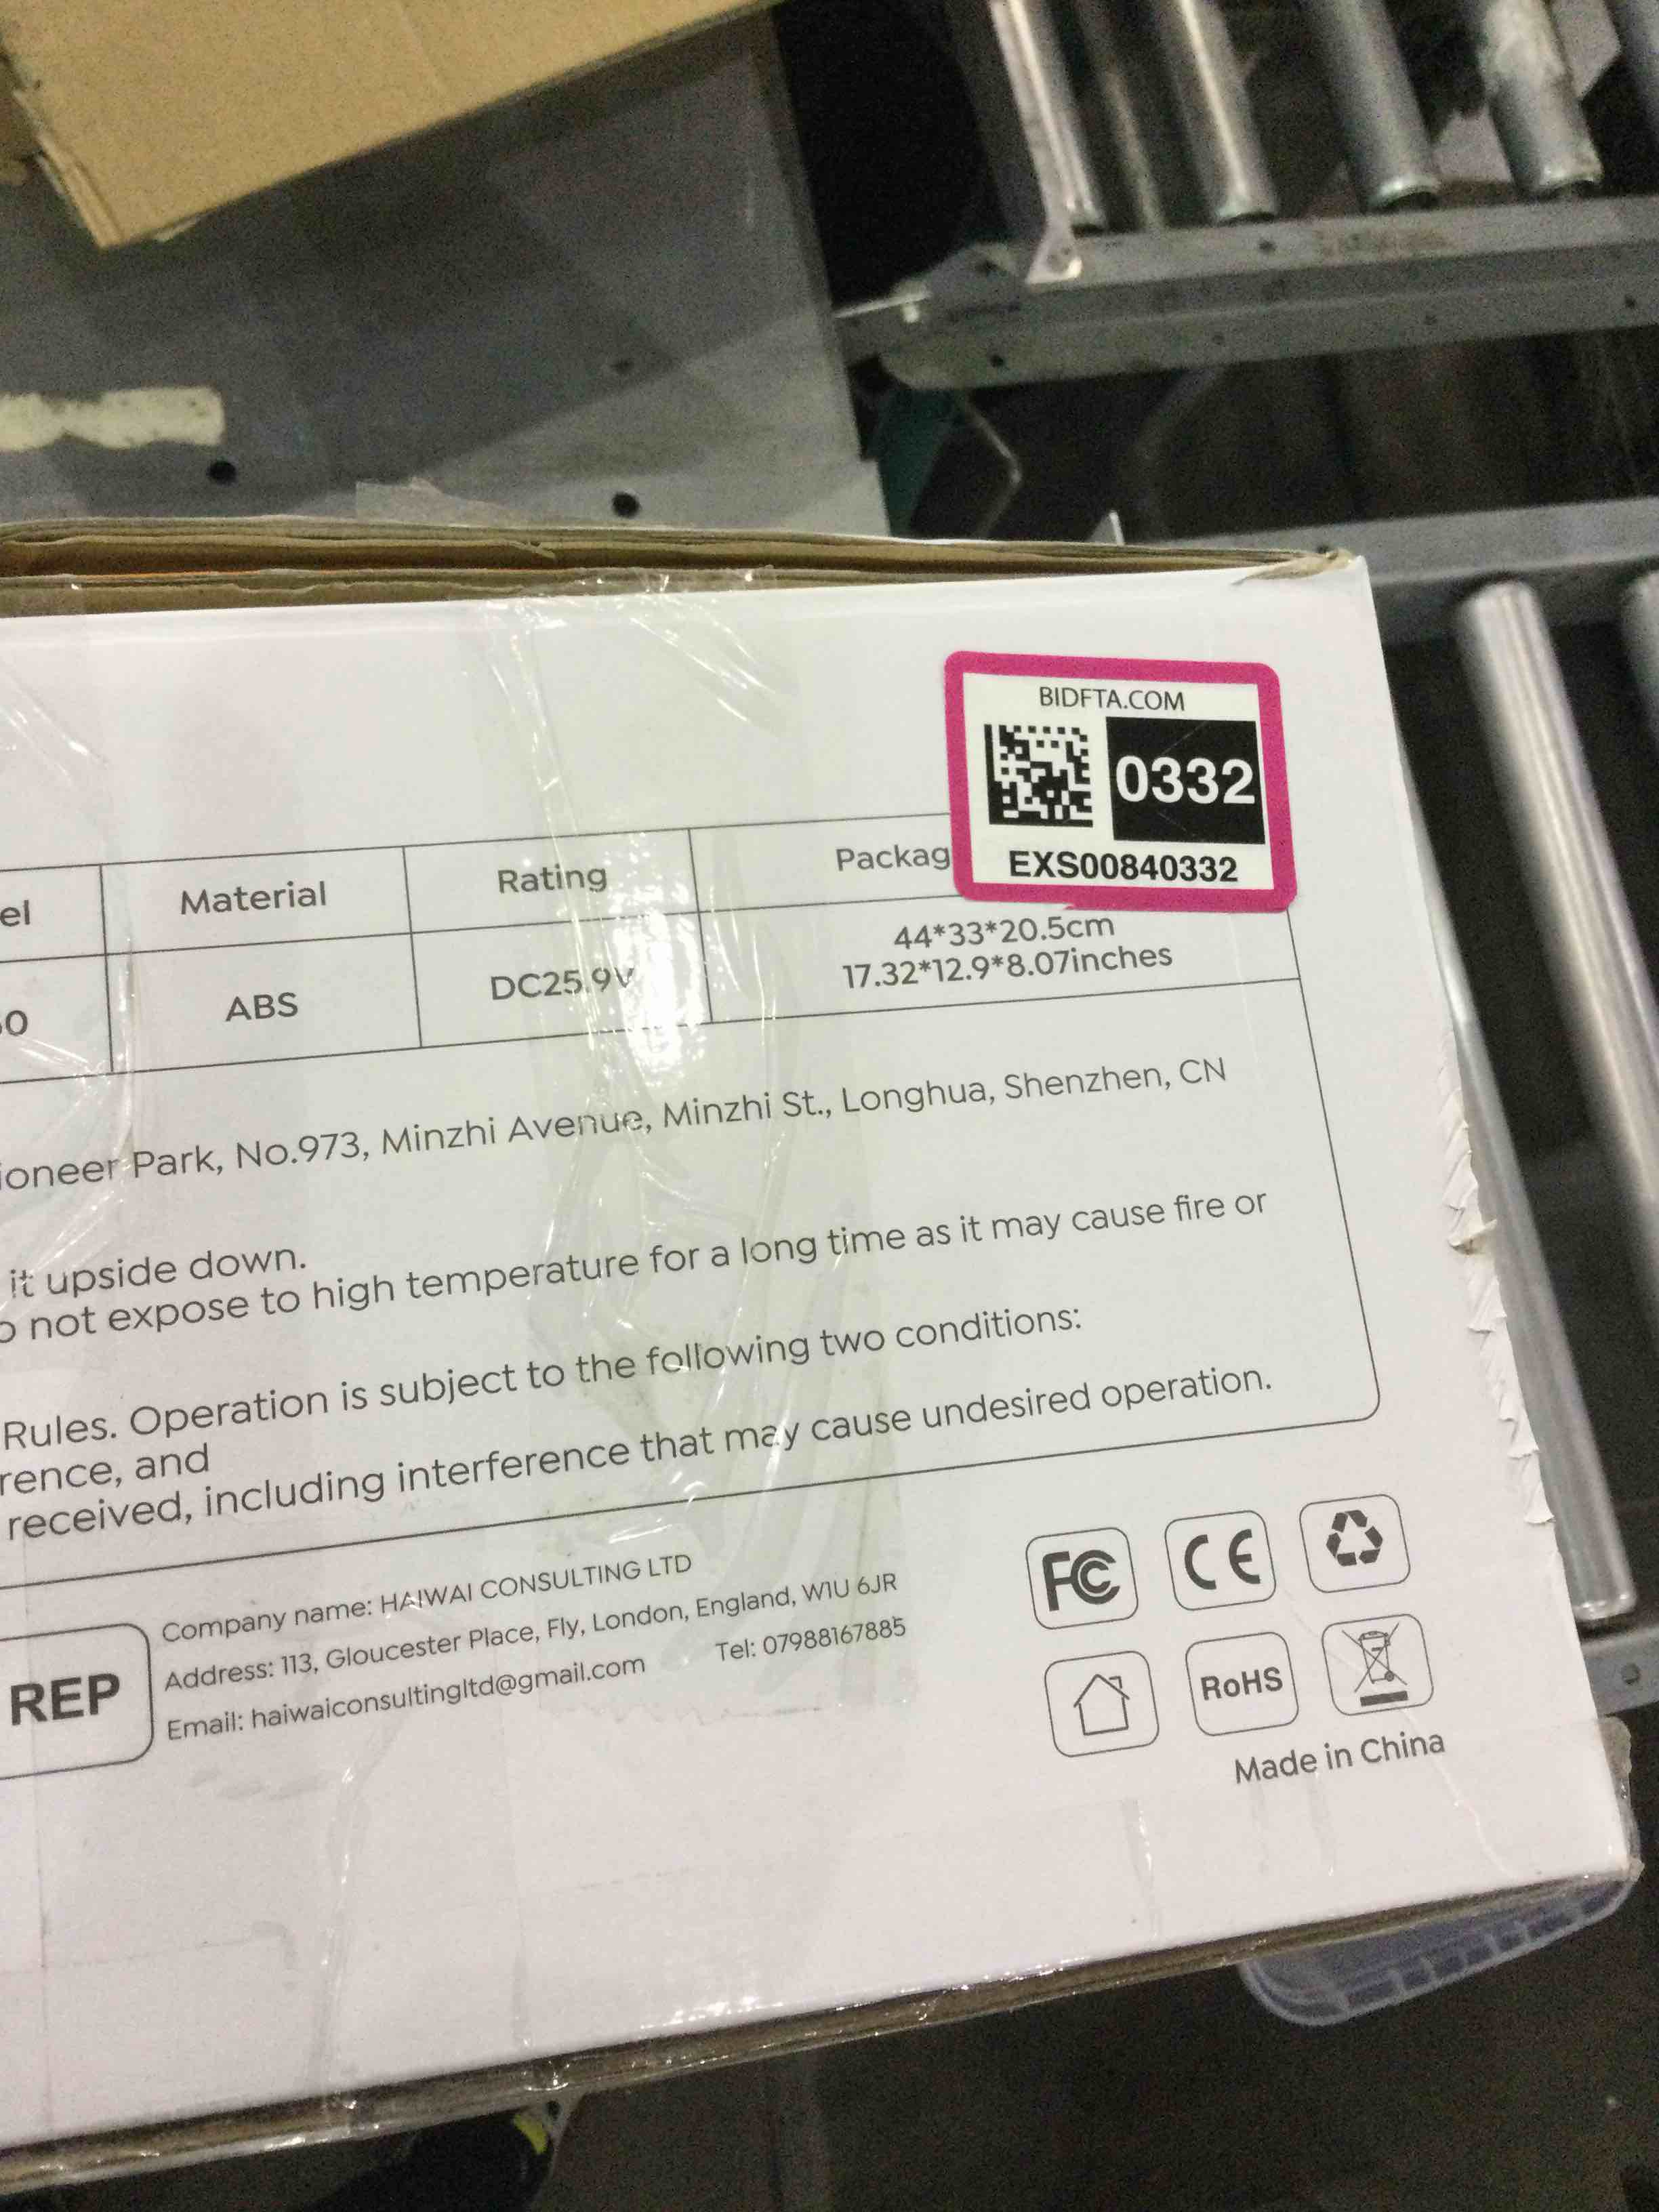 BIDFTA.COM
0332
EXS00840332
el Material Rating Packag
ABS DC25.9V 44*33*20.5cm
17.32*12.9*8.07inches
ioneer Park, No.973, Minzhi Avenue, Minzhi St., Longhua, Shenzhen, CN
it upside down.
o not expose to high temperature for a long time as it may cause fire or
Rules. Operation is subject to the following two conditions:
rence, and
received, including interference that may cause undesired operation.
REP
Company name: HAIWAI CONSULTING LTD
Address: 113, Gloucester Place, Fly, London, England, W1U 6JR
Email: haiwaiconsultingltd@gmail.com Tel: 07988167885
FC CE
RoHS
Made in China